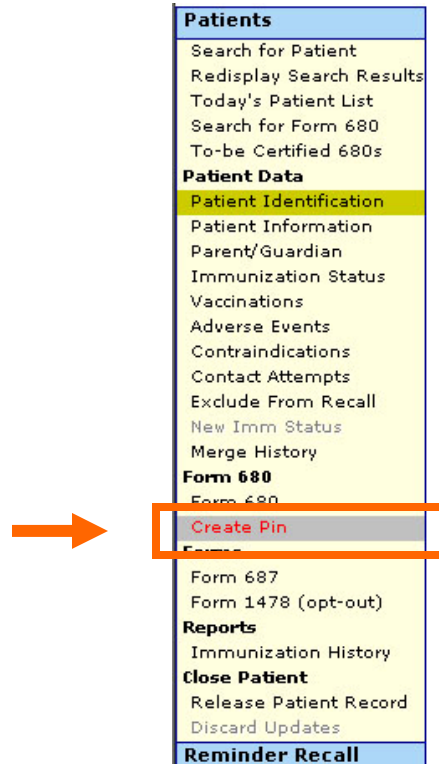 Patients
Search for Patient
Redisplay Search Results
Today's Patient List
Search for Form 680
To-be Certified 680s
Patient Data
Patient Identification
Patient Information
Parent/Guardian
Immunization Status
Vaccinations
Adverse Events
Contraindications
Contact Attempts
Exclude From Recall
New Imm Status
Merge History
Form 680
Form 680
Create Pin
Forms
Form 687
Form 1478 (opt-out)
Reports
Immunization History
Close Patient
Release Patient Record
Discard Updates
Reminder Recall